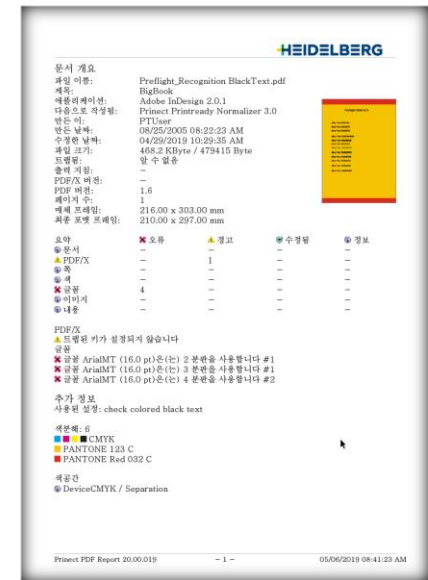 HEIDELBERG
문서 개요
파일 이름: Preflight_Recognition BlackText.pdf
제목: BigBook
애플리케이션: Adobe InDesign 2.0.1
다음으로 작성됨: Prinect Printready Normalizer 3.0
만든 이: PTUser
만든 날짜: 08/25/2005 08:22:23 AM
수정한 날짜: 04/29/2019 10:29:35 AM
파일 크기: 468.2 KByte / 479415 Byte
트랩됨: 알 수 없음
출력 지침: –
PDF/X 버전: –
PDF 버전: 1.6
페이지 수: 1
매체 프레임: 216.00 x 303.00 mm
최종 포맷 프레임: 210.00 x 297.00 mm
요약 오류 경고 수정됨 정보
문서 – – – –
PDF/X – 1 – –
쪽 – – – –
색 – – – –
글꼴 4 – – –
이미지 – – – –
내용 – – – –
PDF/X
트랩된 키가 설정되지 않습니다
글꼴
글꼴 ArialMT (16.0 pt)은(는) 2 분판을 사용합니다 #1
글꼴 ArialMT (16.0 pt)은(는) 3 분판을 사용합니다 #1
글꼴 ArialMT (16.0 pt)은(는) 4 분판을 사용합니다 #2
추가 정보
사용된 설정: check colored black text
색분해: 6
CMYK
PANTONE 123 C
PANTONE Red 032 C
색공간
DeviceCMYK / Separation
Prinect PDF Report 20.00.019 – 1 – 05/06/2019 08:41:23 AM